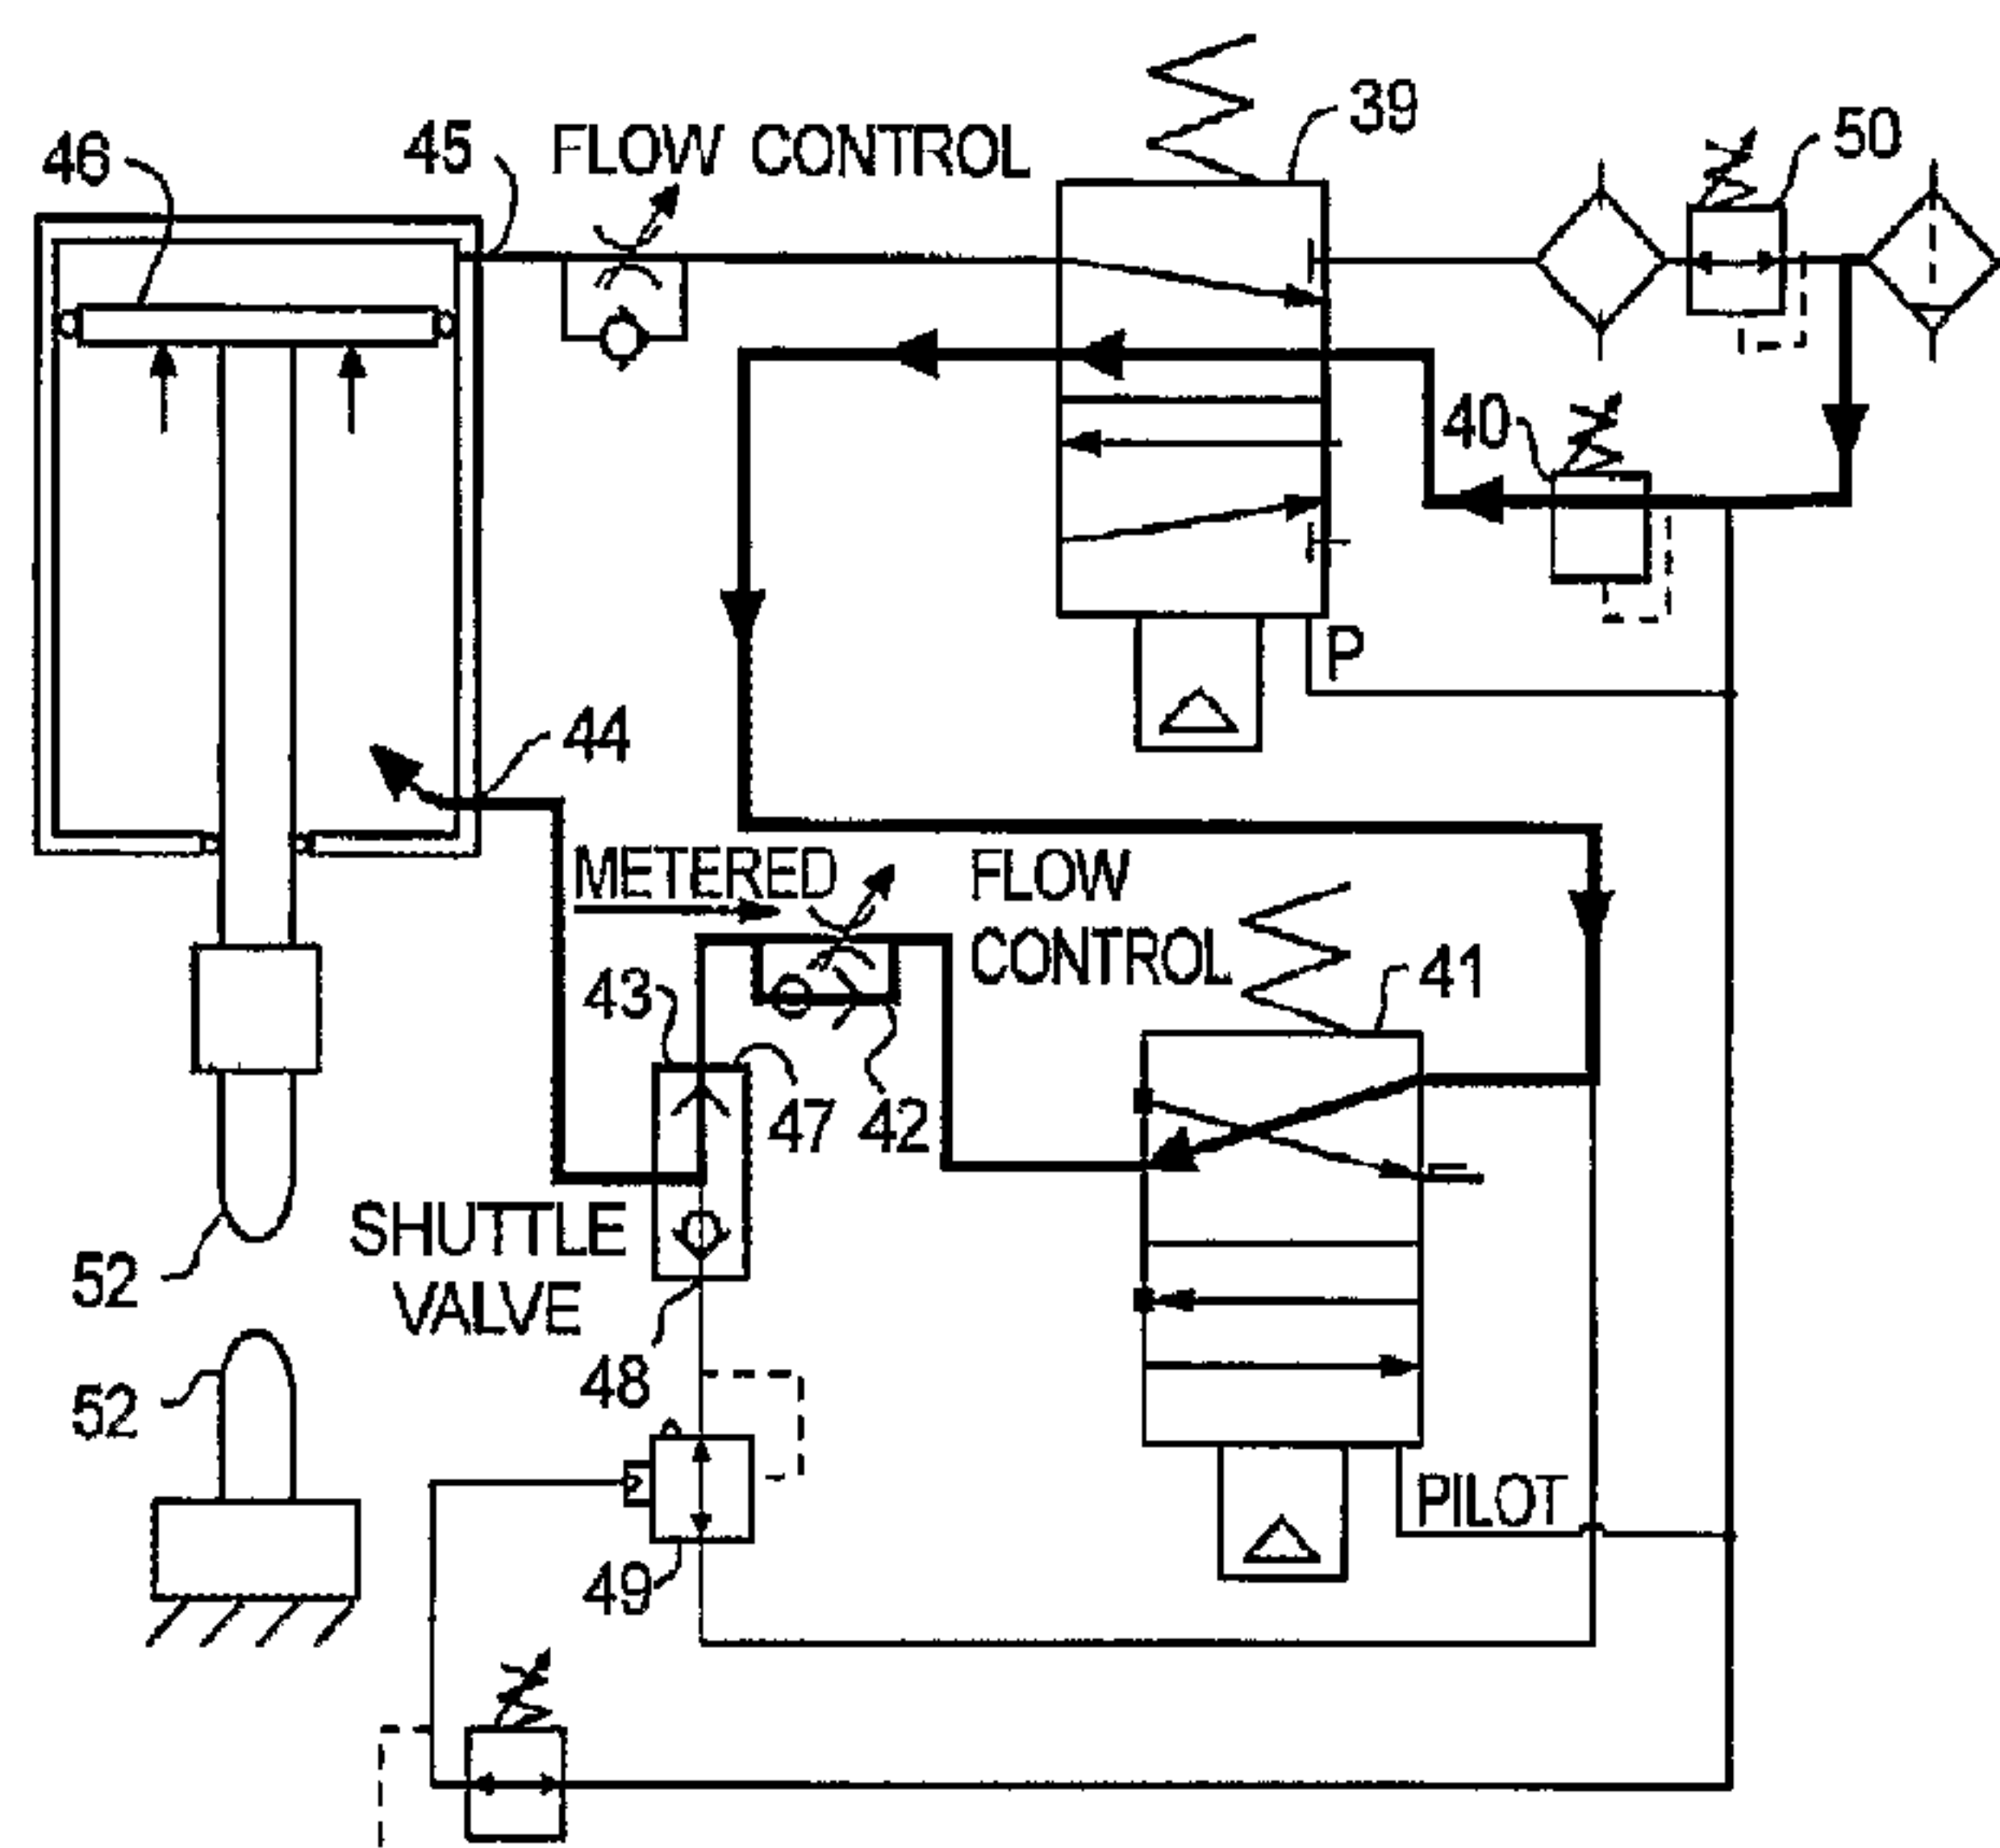 46
45
FLOW CONTROL
39
50
40
P
44
METERED
FLOW
CONTROL
43
41
47
42
SHUTTLE
VALVE
52
48
52
PILOT
49